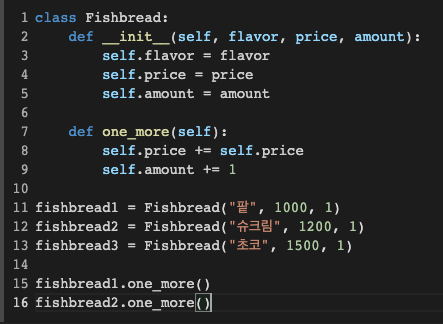 1 class Fishbread:
2     def __init__(self, flavor, price, amount):
3         self.flavor = flavor
4         self.price = price
5         self.amount = amount
6
7     def one_more(self):
8         self.price += self.price
9         self.amount += 1
10
11 fishbread1 = Fishbread("팥", 1000, 1)
12 fishbread2 = Fishbread("슈크림", 1200, 1)
13 fishbread3 = Fishbread("초코", 1500, 1)
14
15 fishbread1.one_more()
16 fishbread2.one_more()